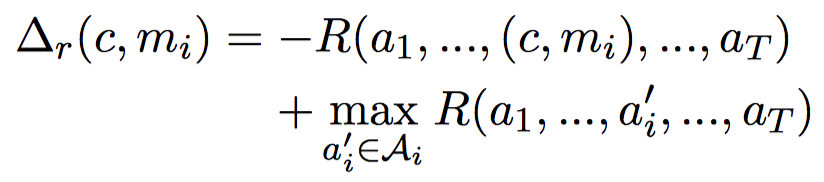 Δ_r(c, m_i) = −R(a_1, ..., (c, m_i), ..., a_T)
+ max_{a'_i ∈ 𝒜_i} R(a_1, ..., a'_i, ..., a_T)